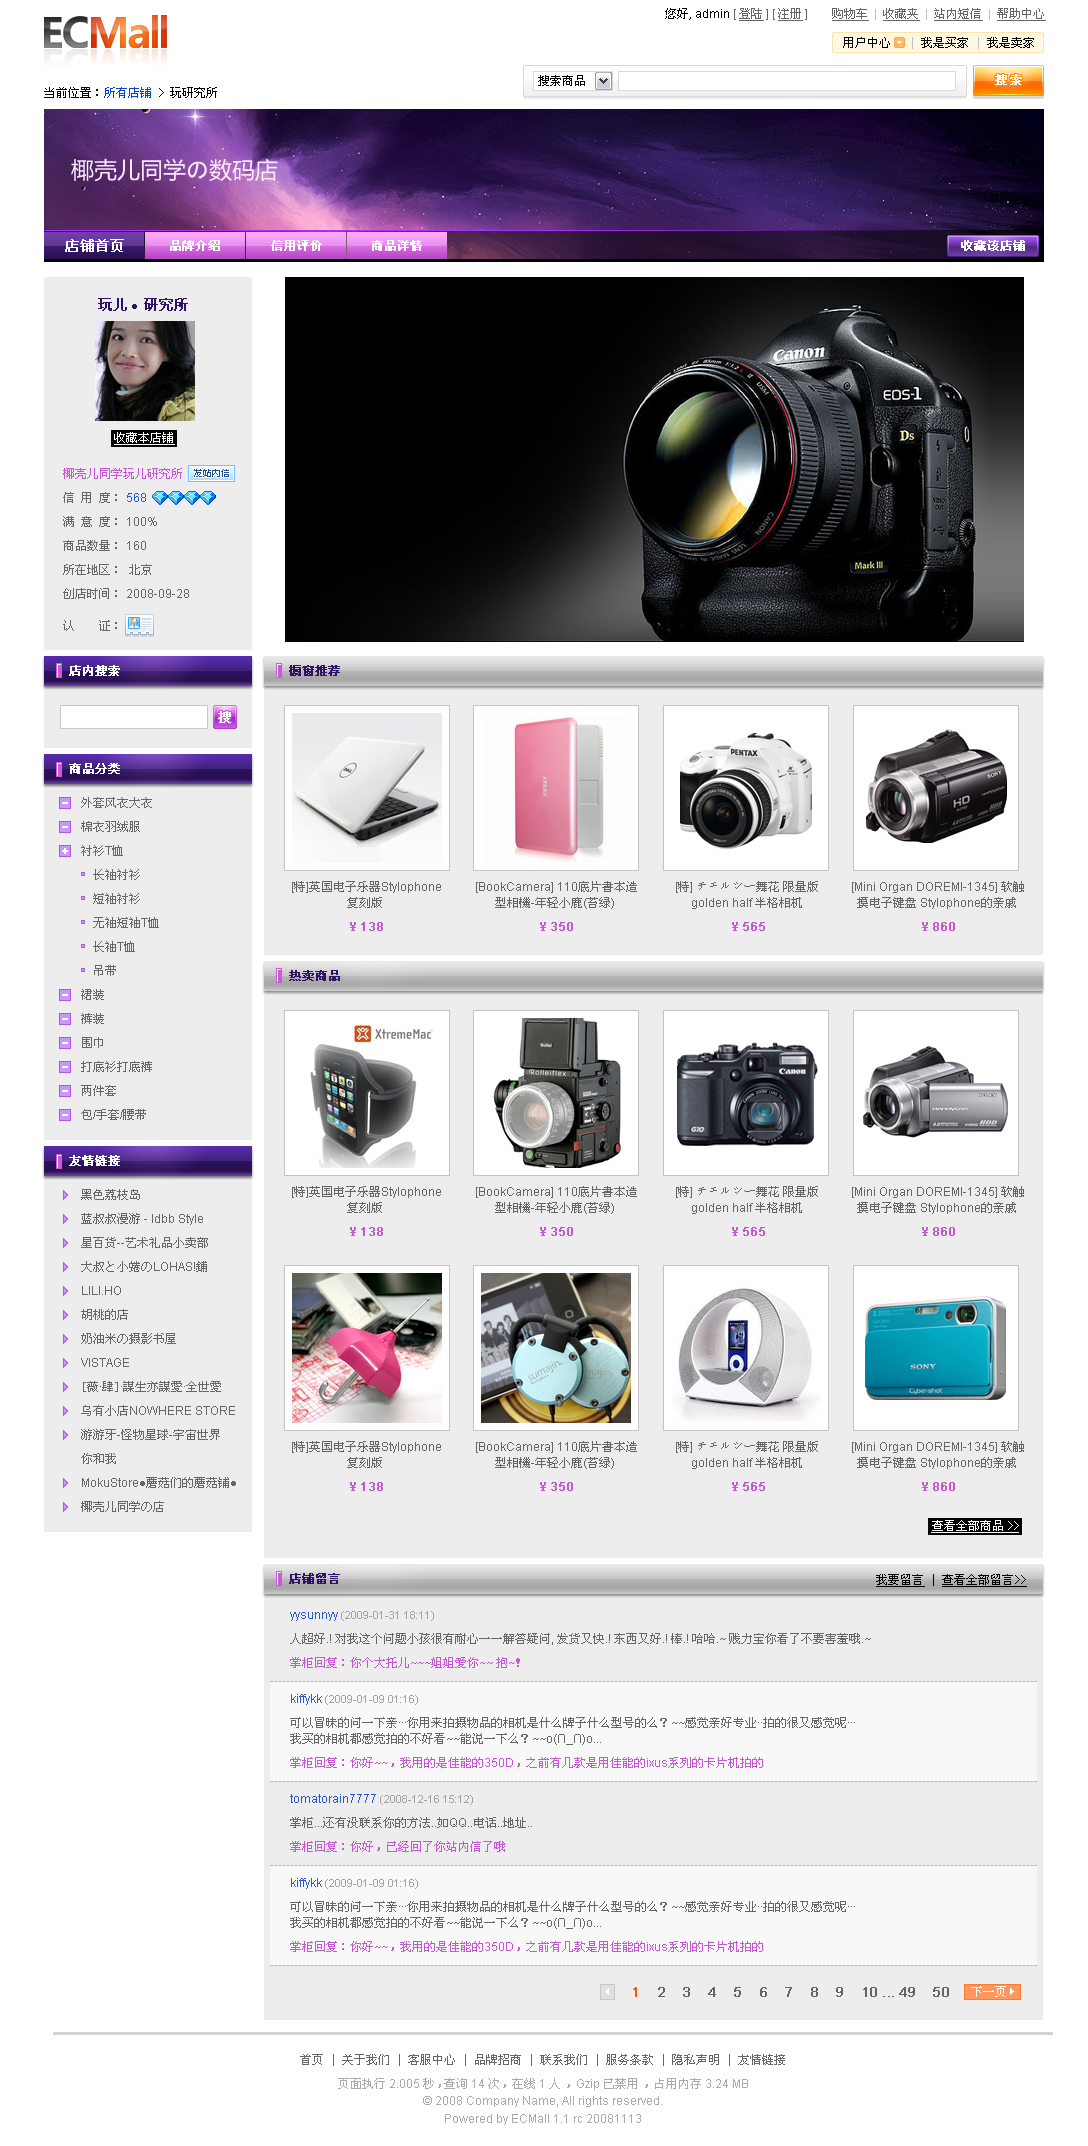 ECMall
您好, admin [ 登陆 ] [ 注册 ] 购物车 | 收藏夹 | 站内短信 | 帮助中心
用户中心 | 我是买家 | 我是卖家
搜索商品 搜索
当前位置：所有店铺 > 玩研究所
椰壳儿同学の数码店
店铺首页 品牌介绍 信用评价 商品详情 收藏该店铺
玩儿 ● 研究所
收藏本店铺
椰壳儿同学玩儿研究所 发站内信
信 用 度： 568
满 意 度： 100%
商品数量： 160
所在地区： 北京
创店时间： 2008-09-28
认 证：
Canon
EOS-1
Ds
Mark III
店内搜索
搜
商品分类
外套风衣大衣
棉衣羽绒服
衬衫T恤
长袖衬衫
短袖衬衫
无袖短袖T恤
长袖T恤
吊带
裙装
裤装
围巾
打底衫打底裤
两件套
包/手套/腰带
友情链接
黑色荔枝岛
蓝叔叔漫游 - ldbb Style
星百货--艺术礼品小卖部
大叔と小蜷のLOHAS!鋪
LILI.HO
胡桃的店
奶油米の摄影书屋
VISTAGE
[薇·肆]·謀生亦謀愛·全世愛
乌有小店NOWHERE STORE
游游牙-怪物星球-宇宙世界
你和我
MokuStore●蘑菇们的蘑菇铺●
椰壳儿同学の店
橱窗推荐
DELL
PENTAX
SONY
HD
[特]英国电子乐器Stylophone
复刻版
¥ 138
[BookCamera] 110底片書本造
型相機-年轻小鹿(苔绿)
¥ 350
[特] チエルシー舞花 限量版
golden half 半格相机
¥ 565
[Mini Organ DOREMI-1345] 软触
摸电子键盘 Stylophone的亲戚
¥ 860
热卖商品
XtremeMac
Rolleiflex
Canon
G10
[特]英国电子乐器Stylophone
复刻版
¥ 138
[BookCamera] 110底片書本造
型相機-年轻小鹿(苔绿)
¥ 350
[特] チエルシー舞花 限量版
golden half 半格相机
¥ 565
[Mini Organ DOREMI-1345] 软触
摸电子键盘 Stylophone的亲戚
¥ 860
sumajin
SONY
Cyber-shot
[特]英国电子乐器Stylophone
复刻版
¥ 138
[BookCamera] 110底片書本造
型相機-年轻小鹿(苔绿)
¥ 350
[特] チエルシー舞花 限量版
golden half 半格相机
¥ 565
[Mini Organ DOREMI-1345] 软触
摸电子键盘 Stylophone的亲戚
¥ 860
查看全部商品 >>
店铺留言 我要留言 | 查看全部留言>>
yysunnyy (2009-01-31 18:11)
人超好.! 对我这个问题小孩很有耐心一一解答疑问, 发货又快.! 东西又好.! 棒.! 哈哈.~ 贱力宝你看了不要害羞哦.~
掌柜回复：你个大托儿~~~姐姐爱你~~ 抱~!
kiffykk (2009-01-09 01:16)
可以冒昧的问一下亲···你用来拍摄物品的相机是什么牌子什么型号的么？~~感觉亲好专业··拍的很又感觉呢···
我买的相机都感觉拍的不好看~~能说一下么？~~o(∩_∩)o...
掌柜回复：你好~~，我用的是佳能的350D，之前有几款是用佳能的ixus系列的卡片机拍的
tomatorain7777 (2008-12-16 15:12)
掌柜...还有没联系你的方法..如QQ..电话..地址..
掌柜回复：你好，已经回了你站内信了哦
kiffykk (2009-01-09 01:16)
可以冒昧的问一下亲···你用来拍摄物品的相机是什么牌子什么型号的么？~~感觉亲好专业··拍的很又感觉呢···
我买的相机都感觉拍的不好看~~能说一下么？~~o(∩_∩)o...
掌柜回复：你好~~，我用的是佳能的350D，之前有几款是用佳能的ixus系列的卡片机拍的
1 2 3 4 5 6 7 8 9 10 ... 49 50 下一页
首页 | 关于我们 | 客服中心 | 品牌招商 | 联系我们 | 服务条款 | 隐私声明 | 友情链接
页面执行 2.005 秒，查询 14 次，在线 1 人 ，Gzip 已禁用 ，占用内存 3.24 MB
© 2008 Company Name, All rights reserved.
Powered by ECMall 1.1 rc 20081113